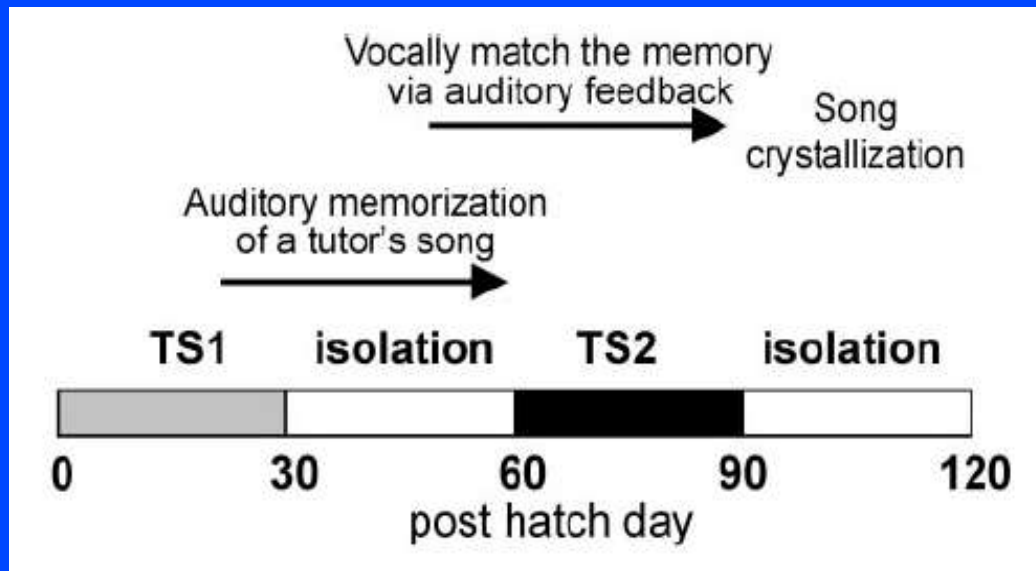 Vocally match the memory
via auditory feedback
Song
crystallization
Auditory memorization
of a tutor's song
TS1 isolation TS2 isolation
0 30 60 90 120
post hatch day